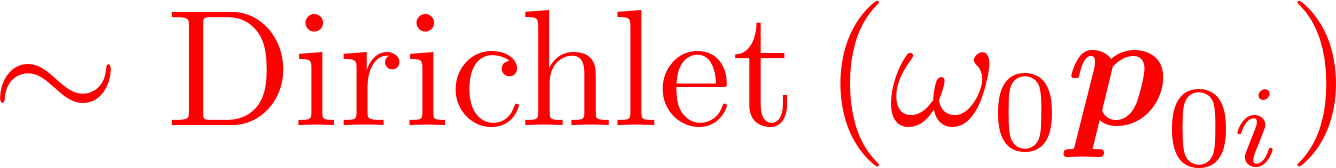 ∼ Dirichlet (ω₀𝒑₀ᵢ)